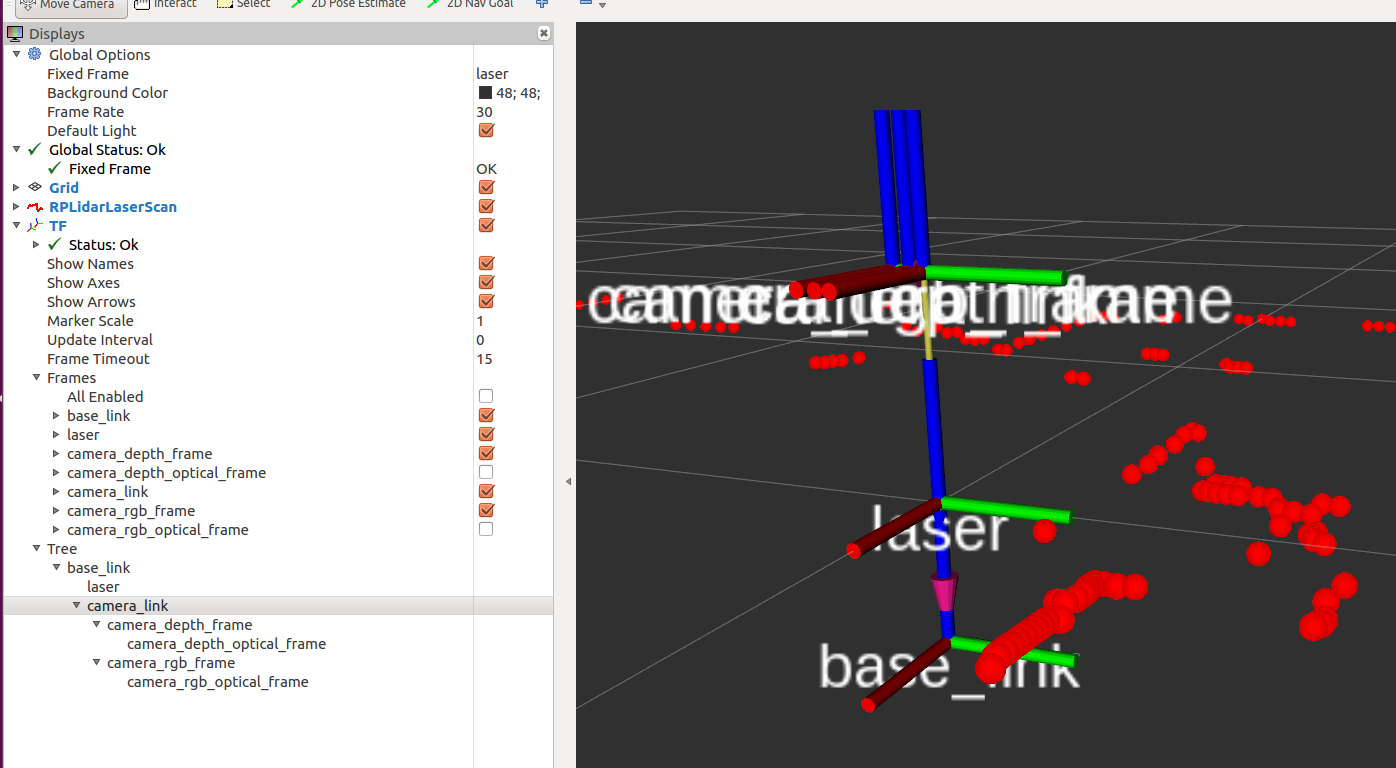 Move Camera Interact Select 2D Pose Estimate 2D Nav Goal
Displays
Global Options
Fixed Frame laser
Background Color 48; 48;
Frame Rate 30
Default Light
Global Status: Ok
Fixed Frame OK
Grid
RPLidarLaserScan
TF
Status: Ok
Show Names
Show Axes
Show Arrows
Marker Scale 1
Update Interval 0
Frame Timeout 15
Frames
All Enabled
base_link
laser
camera_depth_frame
camera_depth_optical_frame
camera_link
camera_rgb_frame
camera_rgb_optical_frame
Tree
base_link
laser
camera_link
camera_depth_frame
camera_depth_optical_frame
camera_rgb_frame
camera_rgb_optical_frame
laser
base_link